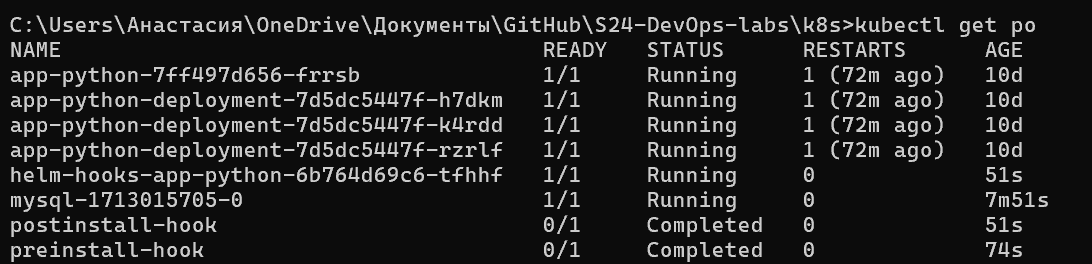 C:\Users\Анастасия\OneDrive\Документы\GitHub\S24-DevOps-labs\k8s>kubectl get po
NAME READY STATUS RESTARTS AGE
app-python-7ff497d656-frrsb 1/1 Running 1 (72m ago) 10d
app-python-deployment-7d5dc5447f-h7dkm 1/1 Running 1 (72m ago) 10d
app-python-deployment-7d5dc5447f-k4rdd 1/1 Running 1 (72m ago) 10d
app-python-deployment-7d5dc5447f-rzrlf 1/1 Running 1 (72m ago) 10d
helm-hooks-app-python-6b764d69c6-tfhhf 1/1 Running 0 51s
mysql-1713015705-0 1/1 Running 0 7m51s
postinstall-hook 0/1 Completed 0 51s
preinstall-hook 0/1 Completed 0 74s